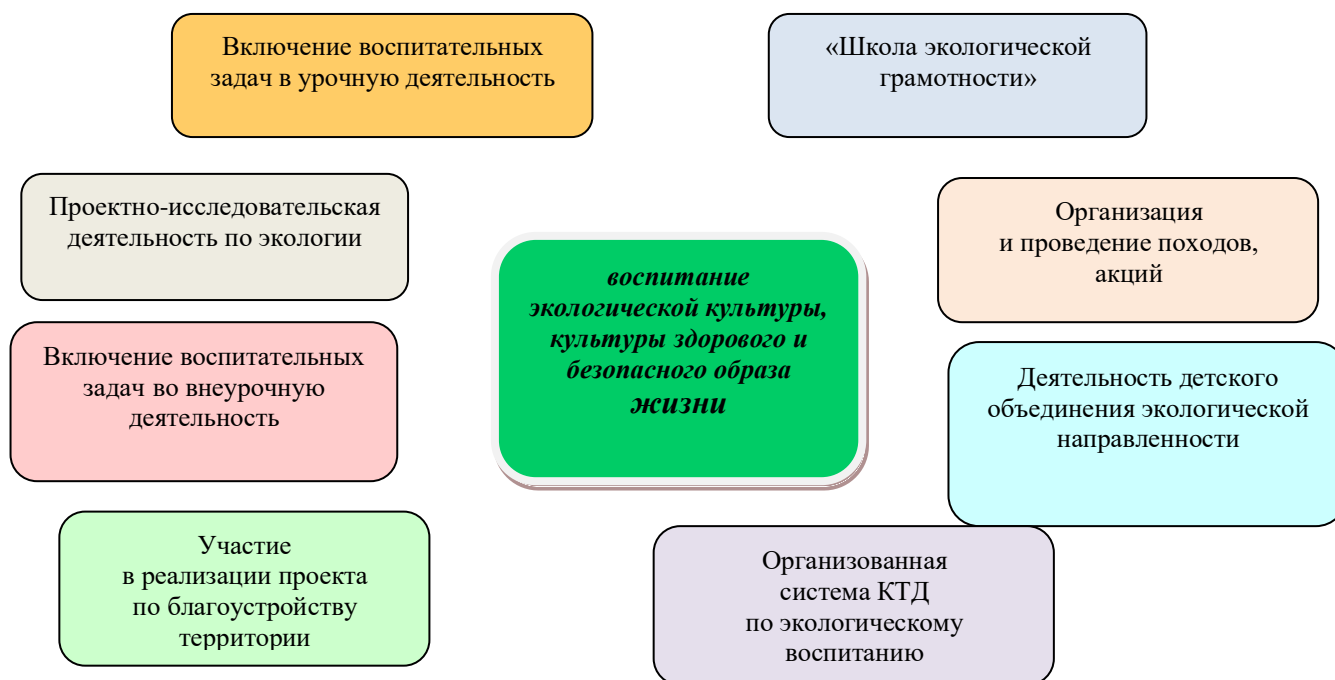 Включение воспитательных
задач в урочную деятельность
«Школа экологической
грамотности»
Проектно-исследовательская
деятельность по экологии
Организация
и проведение походов,
акций
воспитание
экологической культуры,
культуры здорового и
безопасного образа
жизни
Включение воспитательных
задач во внеурочную
деятельность
Деятельность детского
объединения экологической
направленности
Участие
в реализации проекта
по благоустройству
территории
Организованная
система КТД
по экологическому
воспитанию